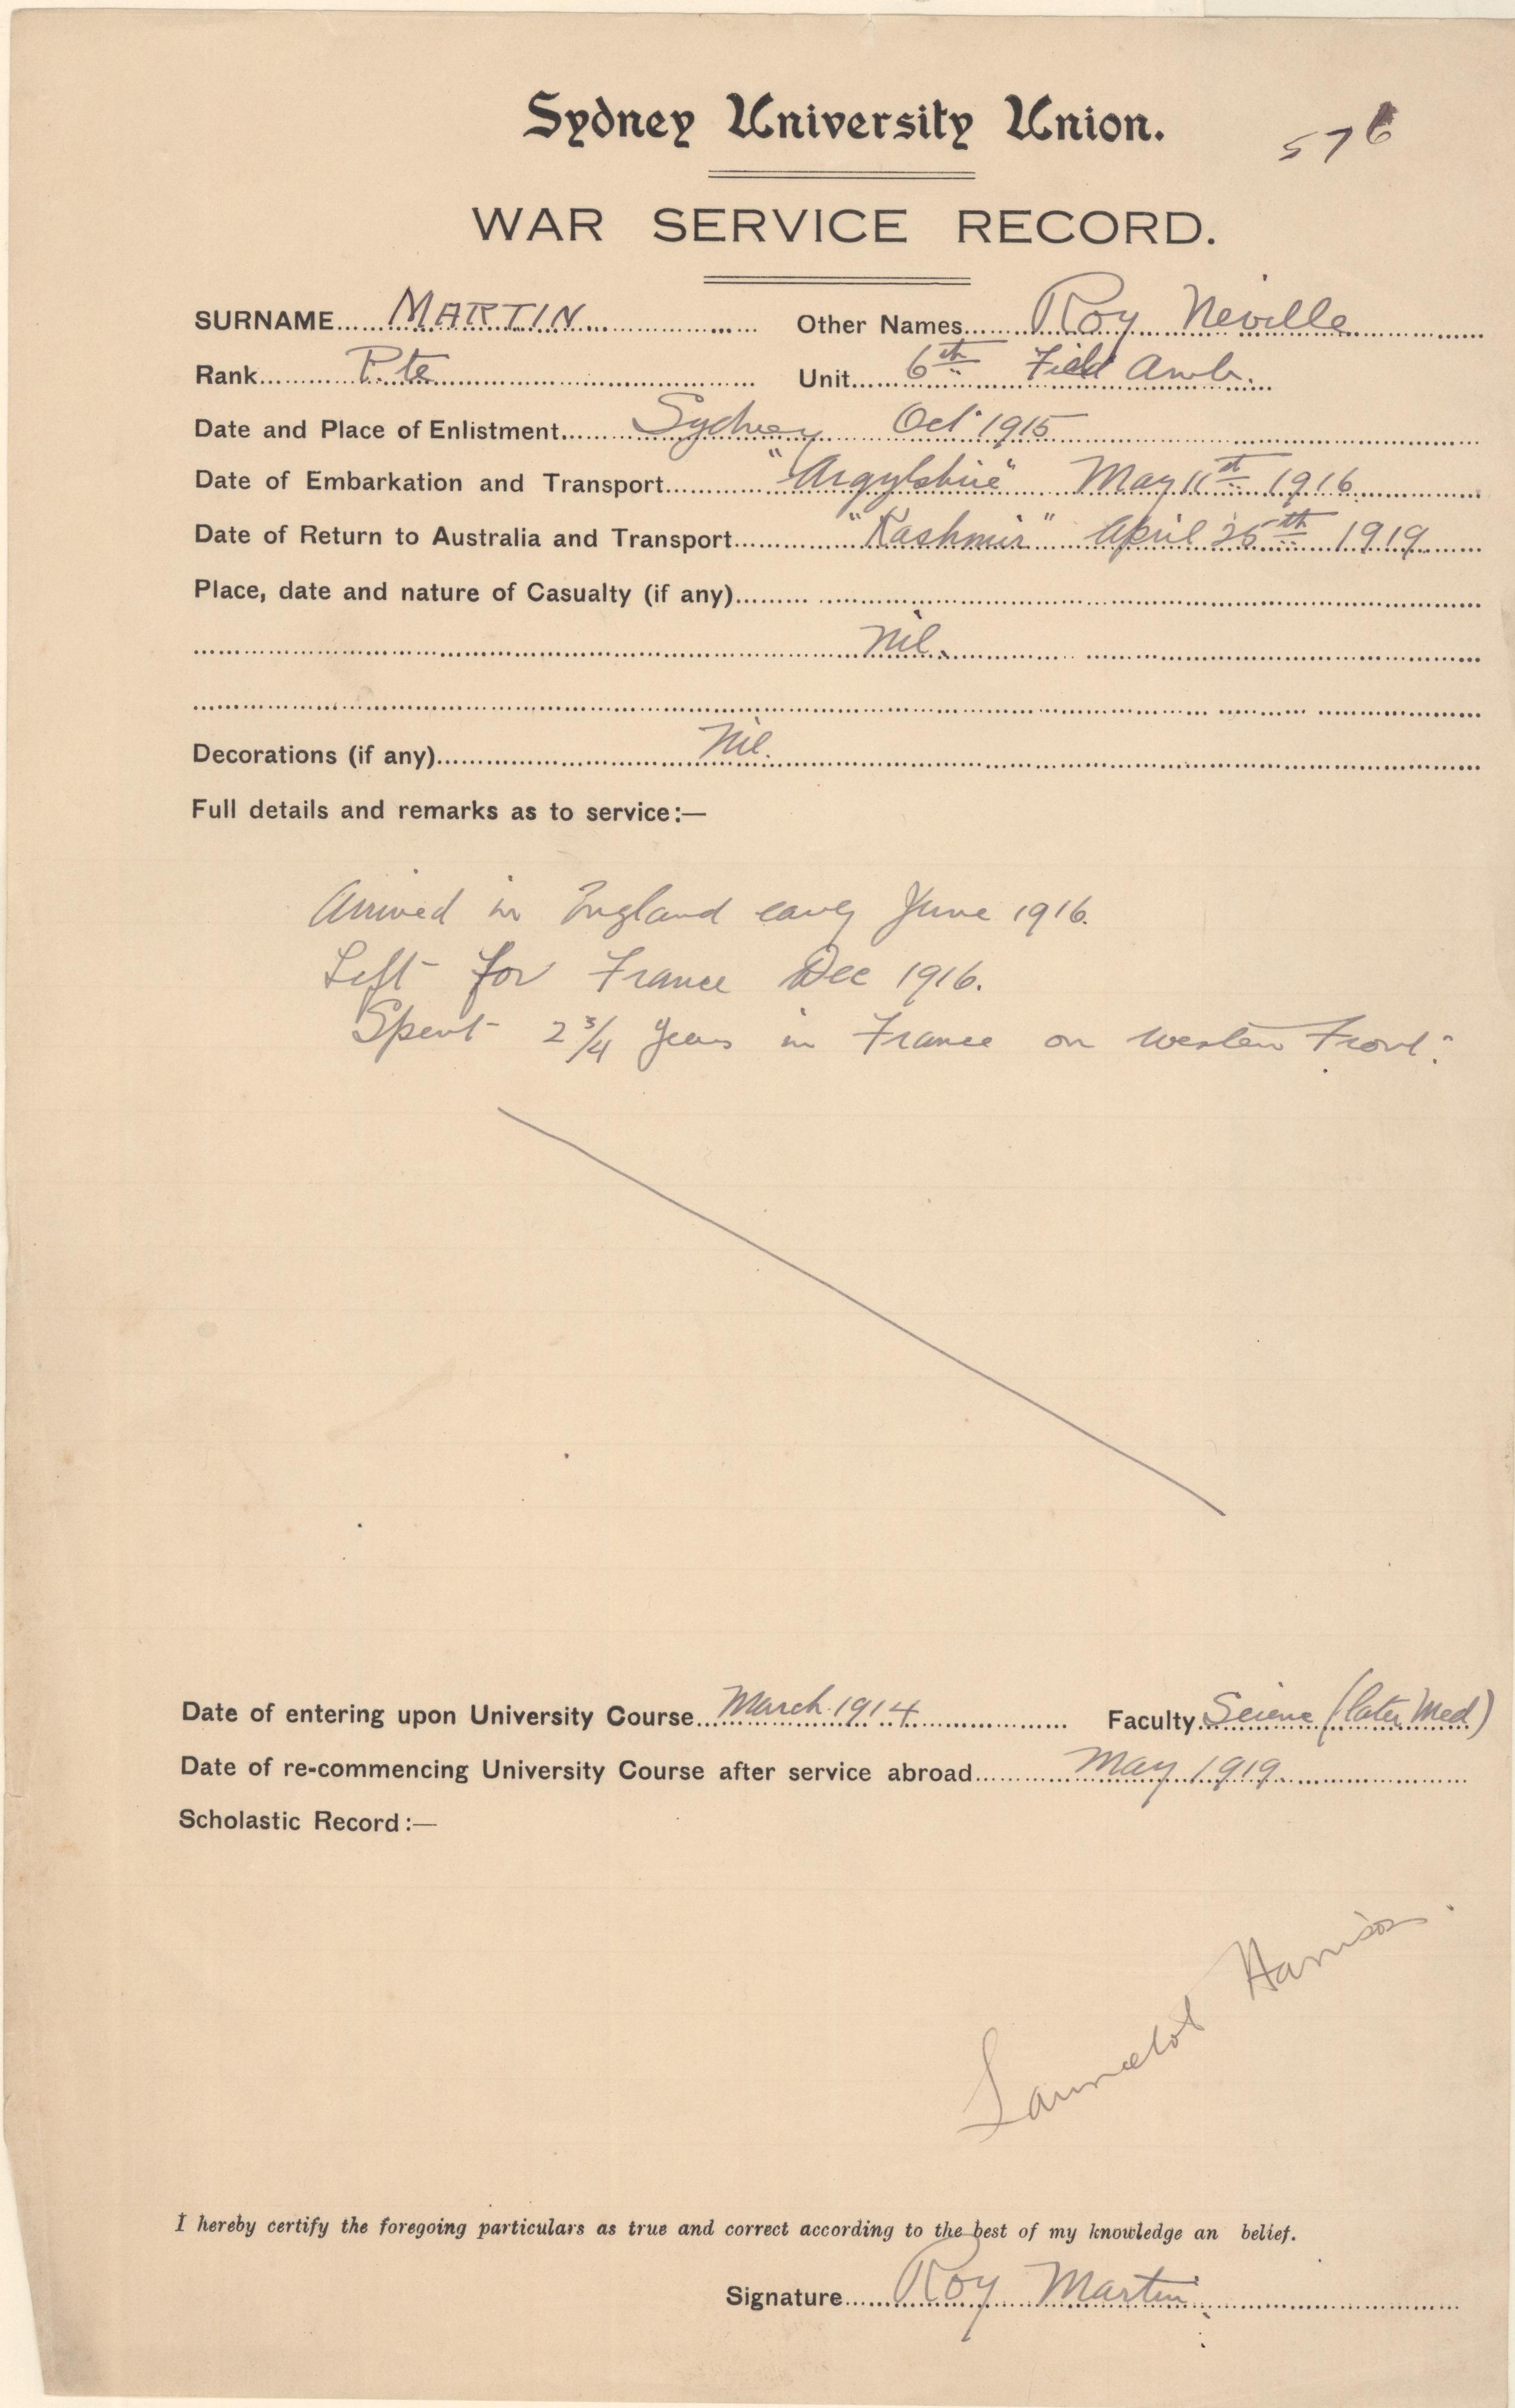 Sydney University Union.
576
WAR SERVICE RECORD.
SURNAME MARTIN Other Names Roy Neville
Rank Pte Unit 6th Field Amb.
Date and Place of Enlistment Sydney Oct 1915
Date of Embarkation and Transport "Argylshire" May 11st 1916
Date of Return to Australia and Transport "Kashmir" April 25th 1919
Place, date and nature of Casualty (if any)
Nil.
Decorations (if any) Nil.
Full details and remarks as to service:—
Arrived in England early June 1916.
Left for France Dec 1916.
Spent 2 3/4 years in France on Western Front.
Date of entering upon University Course March 1914 Faculty Science (later Med)
Date of re-commencing University Course after service abroad May 1919
Scholastic Record:—
Launcelot Harrison.
I hereby certify the foregoing particulars as true and correct according to the best of my knowledge an belief.
Signature Roy Martin